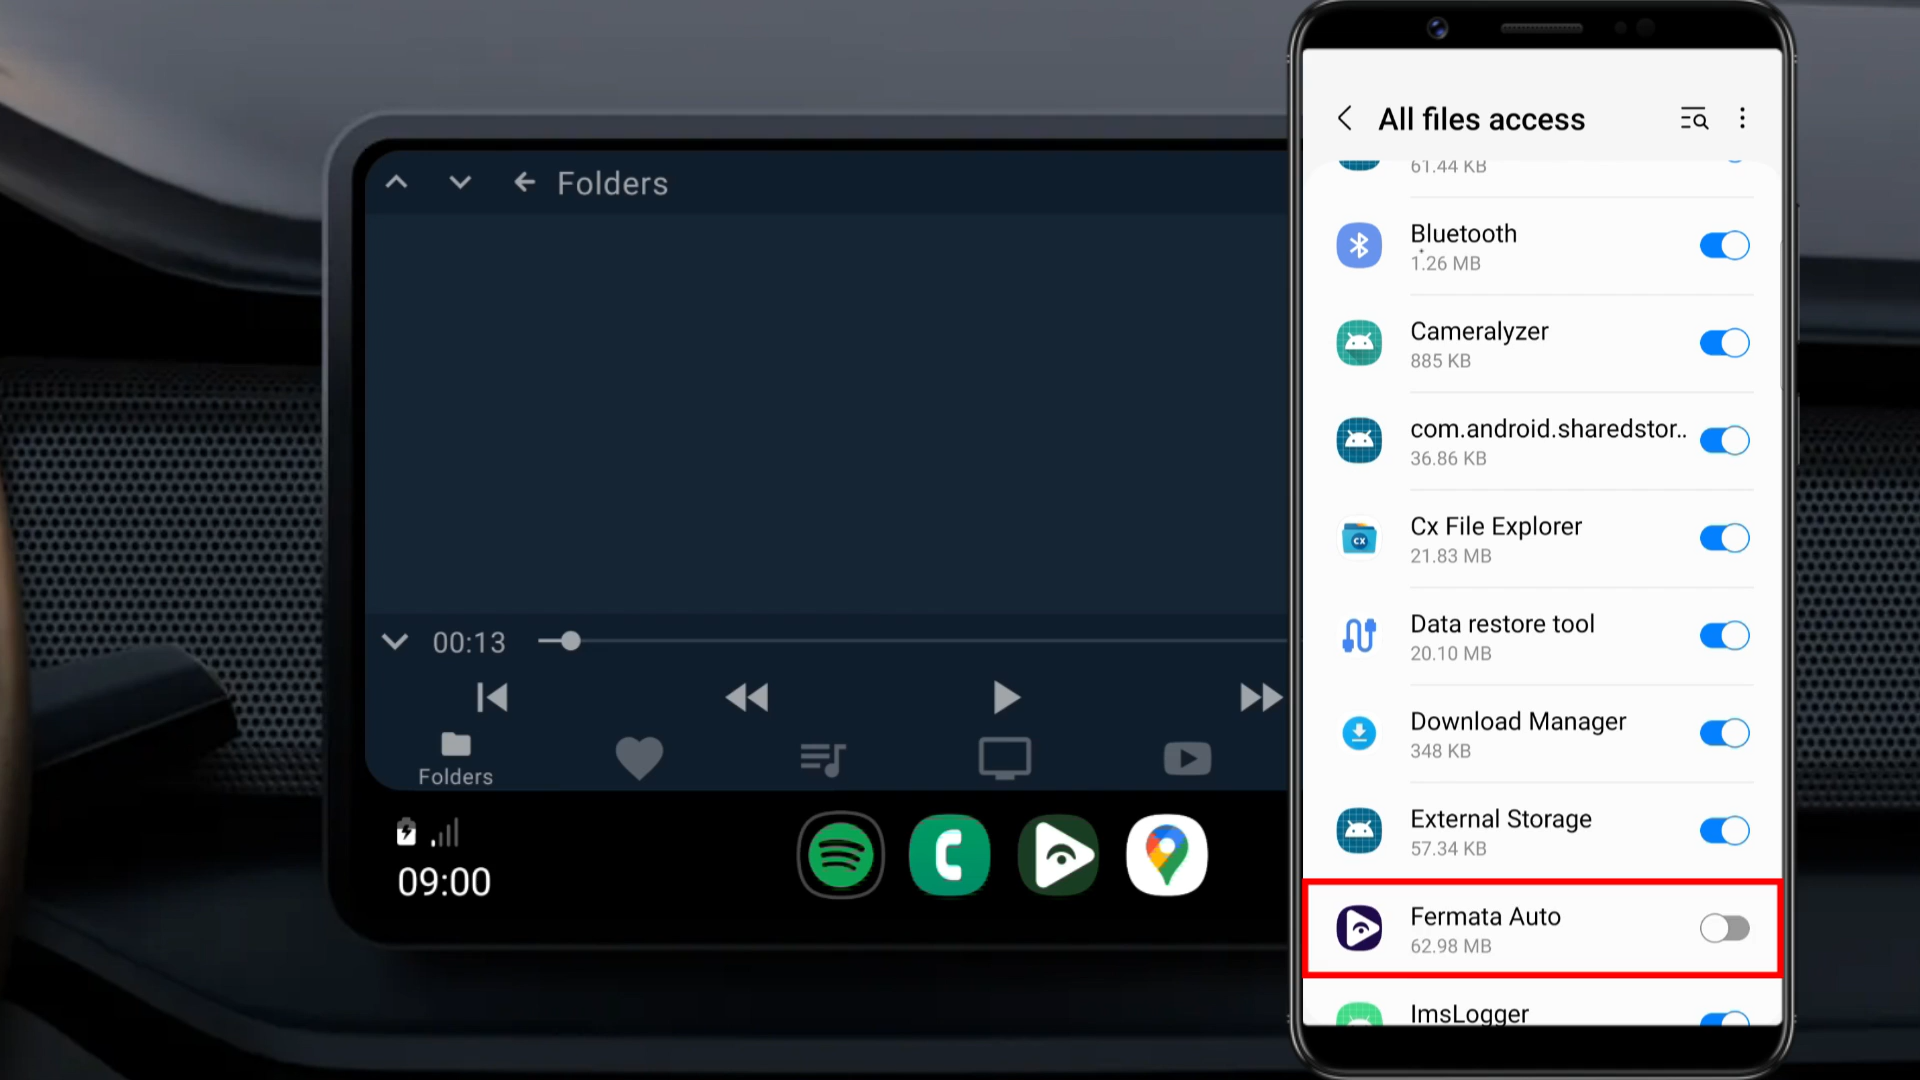 Folders
00:13
Folders
09:00
All files access
61.44 KB
Bluetooth
1.26 MB
Cameralyzer
885 KB
com.android.sharedstor..
36.86 KB
Cx File Explorer
CX
21.83 MB
Data restore tool
20.10 MB
Download Manager
348 KB
External Storage
57.34 KB
Fermata Auto
62.98 MB
ImsLogger